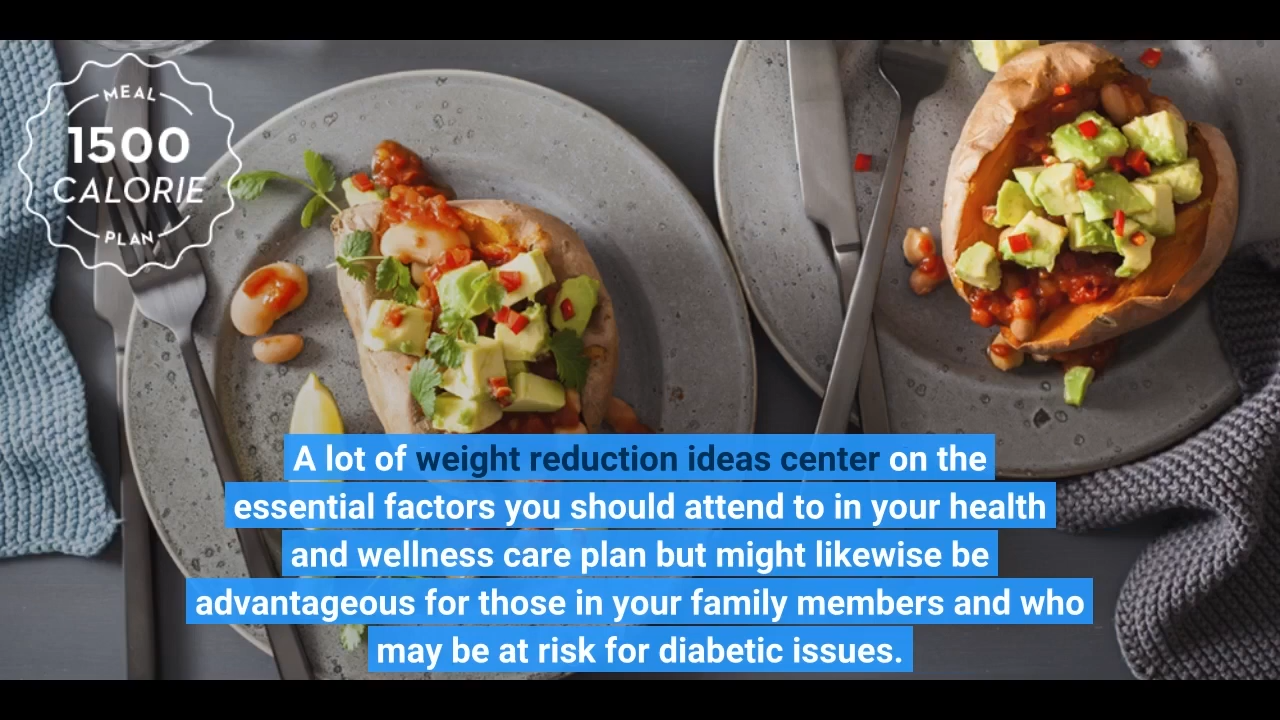 MEAL
1500
CALORIE
PLAN
A lot of weight reduction ideas center on the
essential factors you should attend to in your health
and wellness care plan but might likewise be
advantageous for those in your family members and who
may be at risk for diabetic issues.